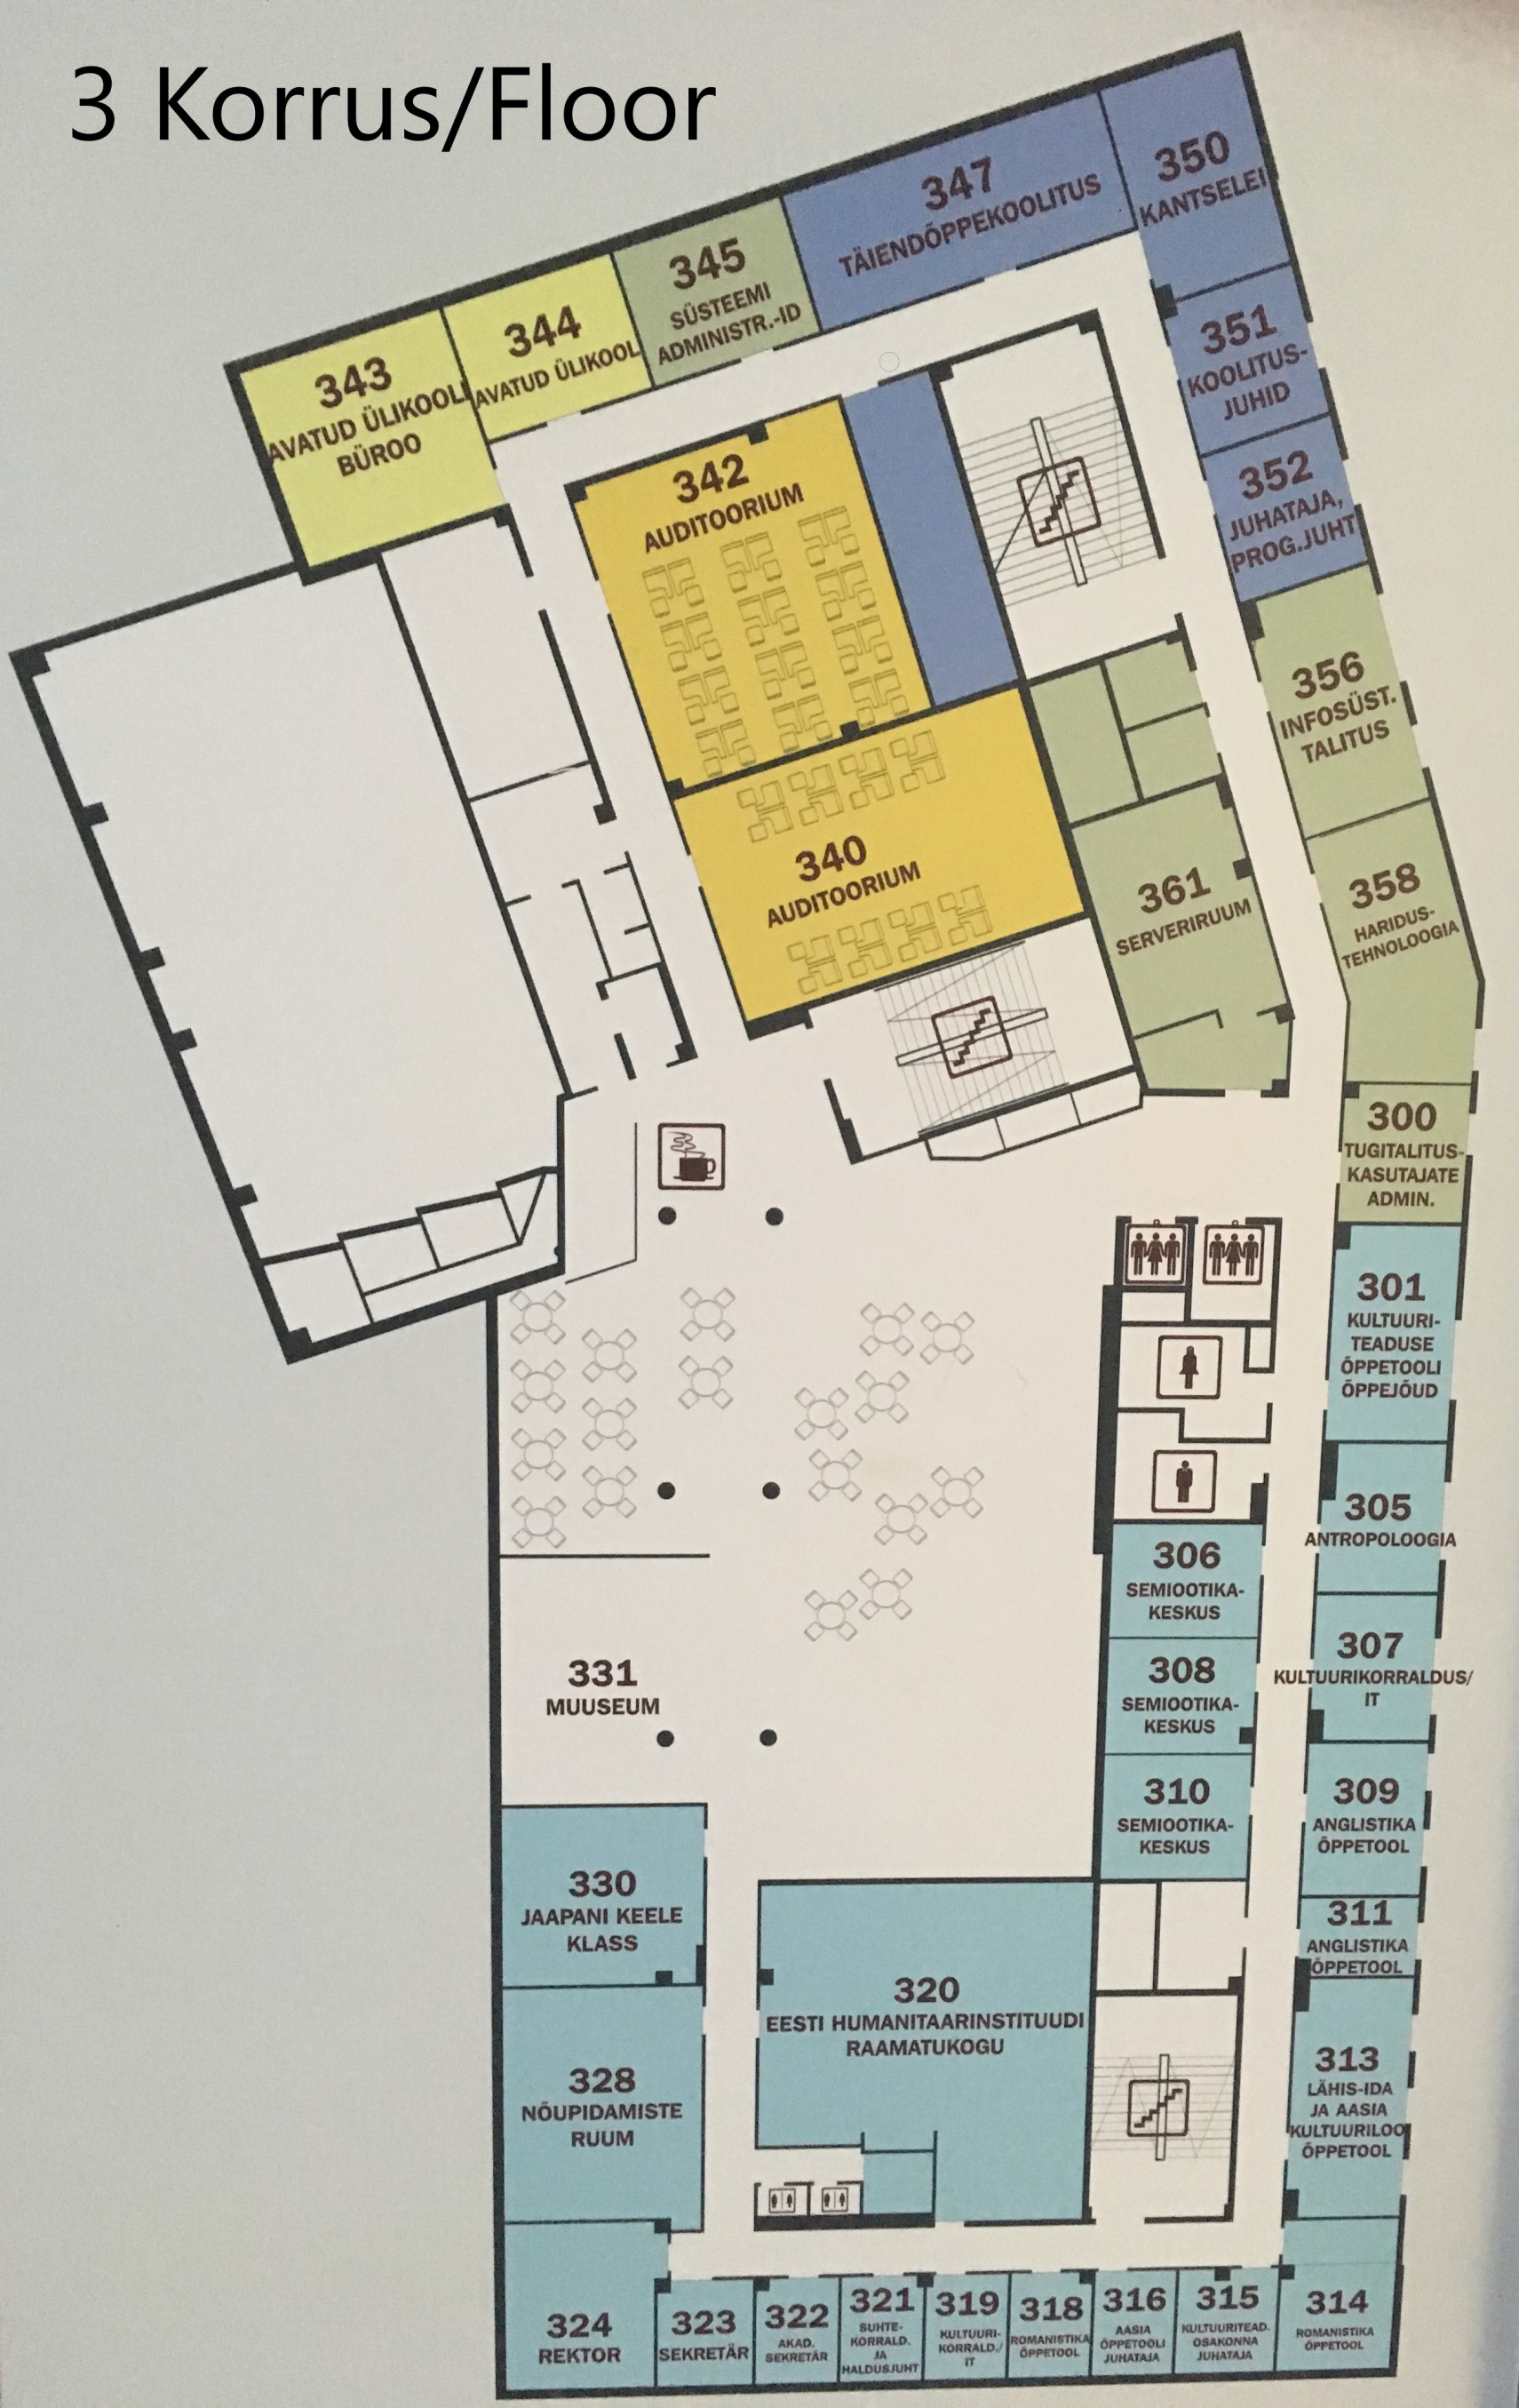 3 Korrus/Floor
350
KANTSELEI
347
TÄIENDÕPPEKOOLITUS
345
SÜSTEEMI
ADMINISTR.-ID
344
AVATUD ÜLIKOOL
343
AVATUD ÜLIKOOLI
BÜROO
351
KOOLITUS-
JUHID
342
AUDITOORIUM
352
JUHATAJA,
PROG.JUHT
356
INFOSÜST.
TALITUS
340
AUDITOORIUM
361
SERVERIRUUM
358
HARIDUS-
TEHNOLOOGIA
300
TUGITALITUS-
KASUTAJATE
ADMIN.
301
KULTUURI-
TEADUSE
ÕPPETOOLI
ÕPPEJÕUD
305
ANTROPOLOOGIA
306
SEMIOOTIKA-
KESKUS
307
KULTUURIKORRALDUS/
IT
308
SEMIOOTIKA-
KESKUS
331
MUUSEUM
309
ANGLISTIKA
ÕPPETOOL
310
SEMIOOTIKA-
KESKUS
330
JAAPANI KEELE
KLASS
311
ANGLISTIKA
ÕPPETOOL
320
EESTI HUMANITAARINSTITUUDI
RAAMATUKOGU
328
NÕUPIDAMISTE
RUUM
313
LÄHIS-IDA
JA AASIA
KULTUURILOO
ÕPPETOOL
324
REKTOR
323
SEKRETÄR
322
AKAD.
SEKRETÄR
321
SUHTE-
KORRALD.
JA
HALDUSJUHT
319
KULTUURI-
KORRALD./
IT
318
ROMANISTIKA
ÕPPETOOL
316
AASIA
ÕPPETOOLI
JUHATAJA
315
KULTUURITEAD.
OSAKONNA
JUHATAJA
314
ROMANISTIKA
ÕPPETOOL